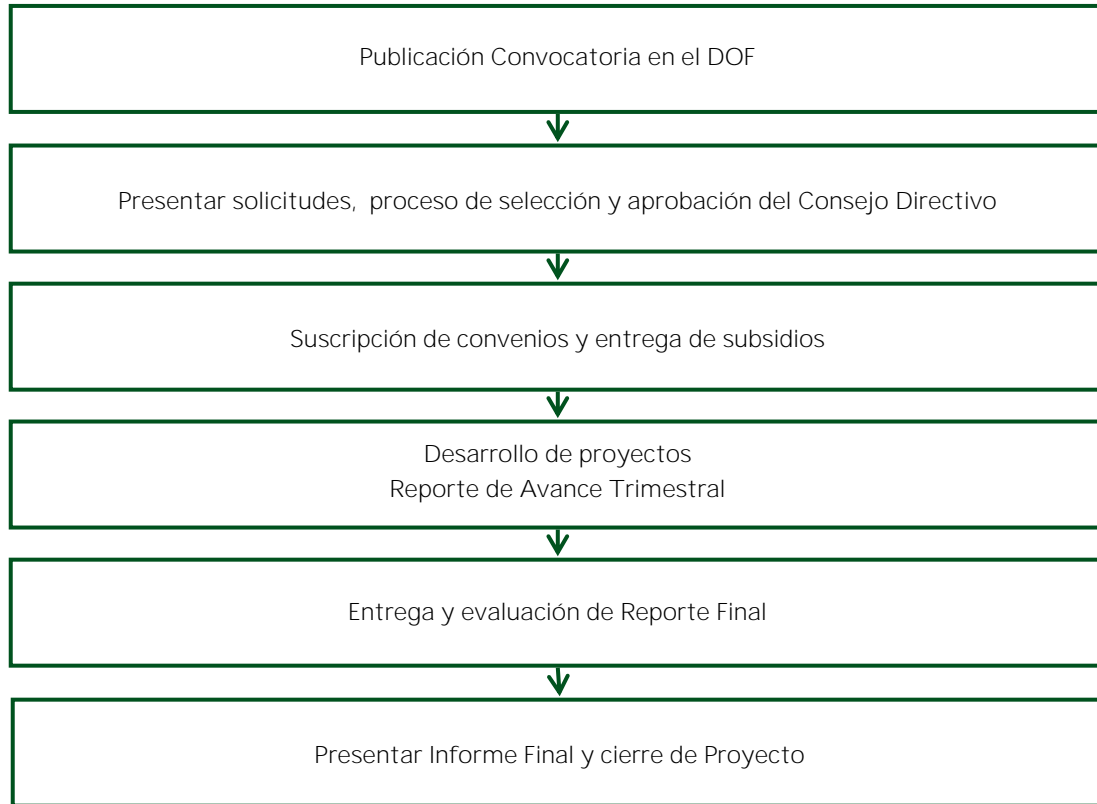 Publicación Convocatoria en el DOF
Presentar solicitudes, proceso de selección y aprobación del Consejo Directivo
Suscripción de convenios y entrega de subsidios
Desarrollo de proyectos
Reporte de Avance Trimestral
Entrega y evaluación de Reporte Final
Presentar Informe Final y cierre de Proyecto